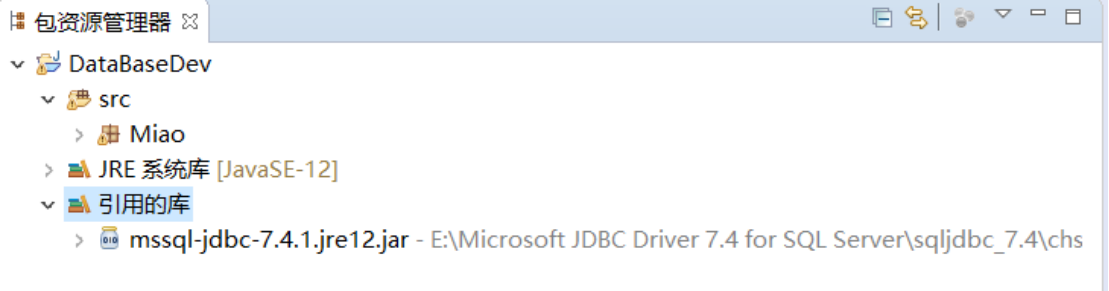 包资源管理器
DataBaseDev
src
Miao
JRE 系统库 [JavaSE-12]
引用的库
mssql-jdbc-7.4.1.jre12.jar - E:\Microsoft JDBC Driver 7.4 for SQL Server\sqljdbc_7.4\chs